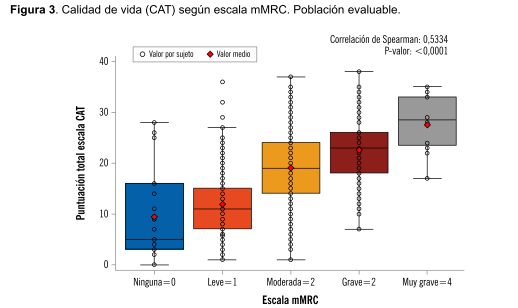 Figura 3. Calidad de vida (CAT) según escala mMRC. Población evaluable.
Correlación de Spearman: 0,5334
P-valor: <0,0001
Valor por sujeto
Valor medio
Puntuación total escala CAT
40
30
20
10
0
Ninguna=0
Leve=1
Moderada=2
Grave=2
Muy grave=4
Escala mMRC